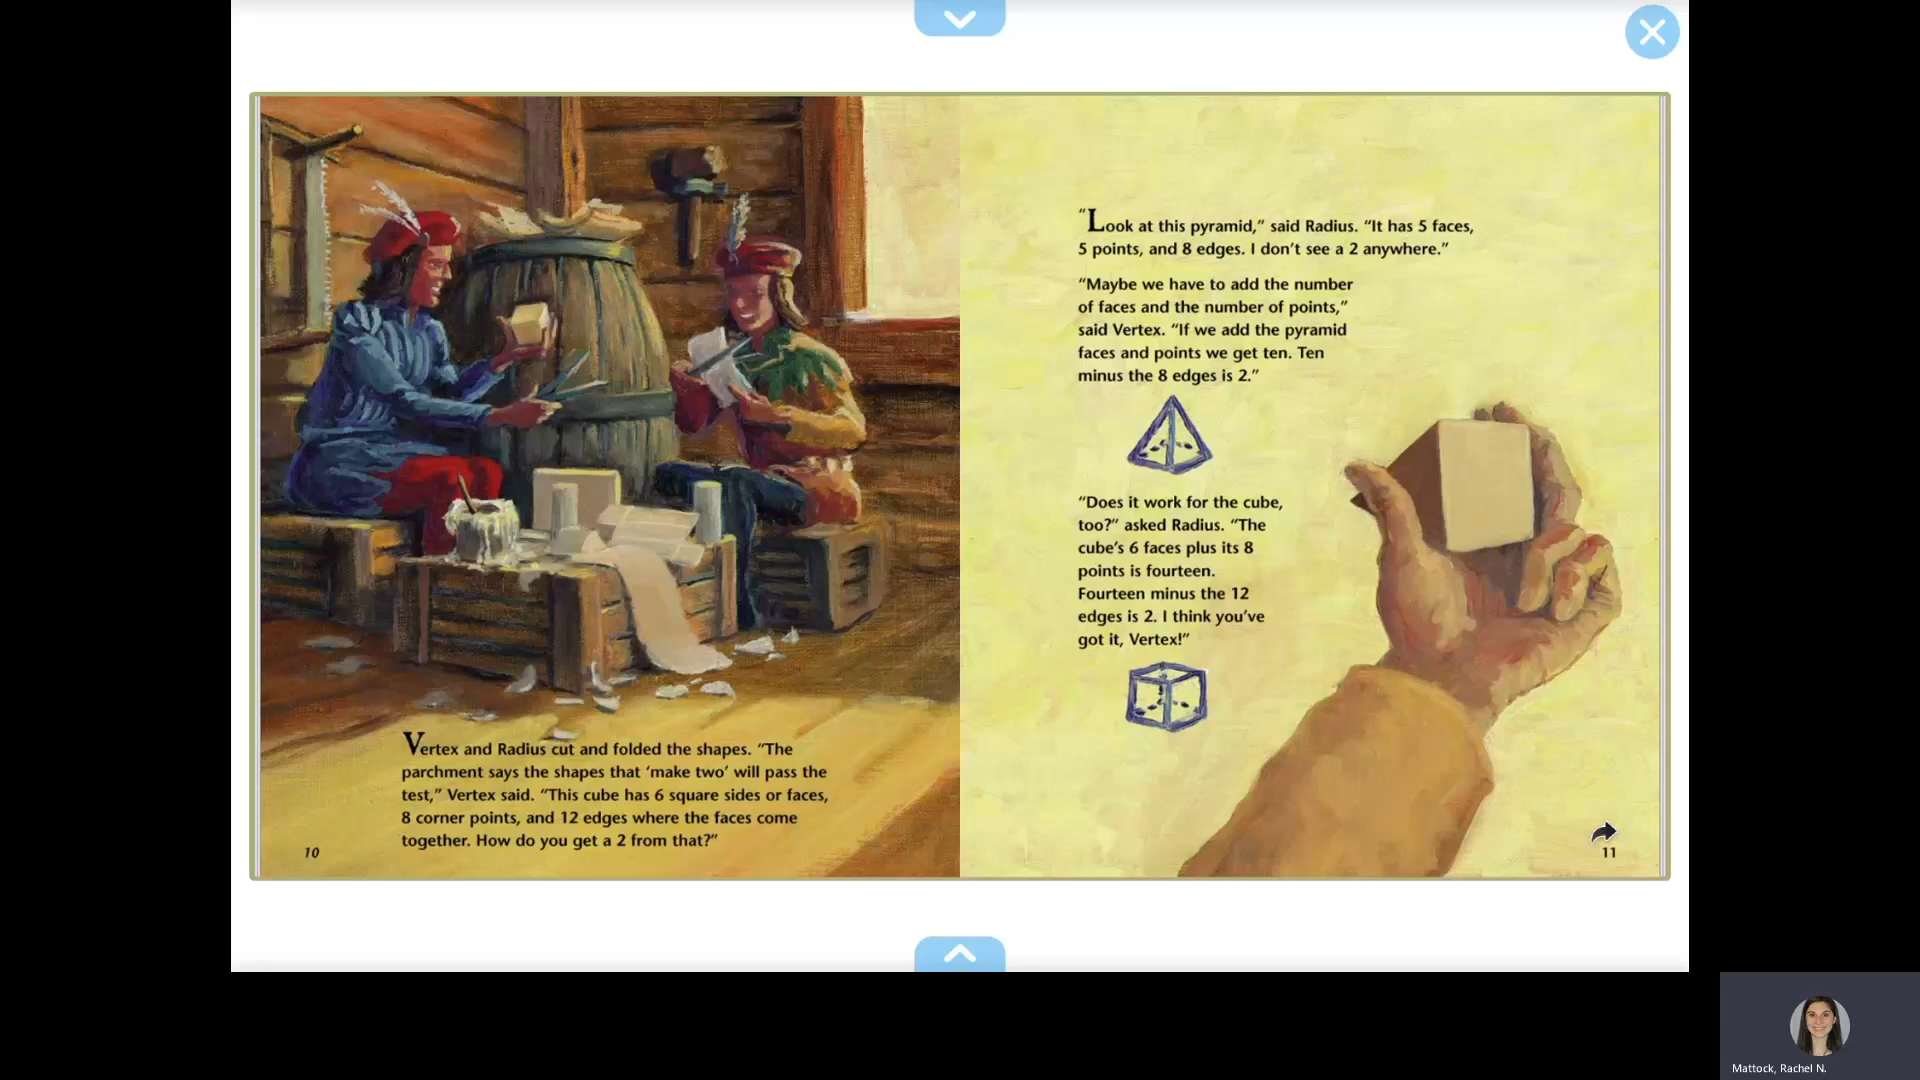 Vertex and Radius cut and folded the shapes. “The
parchment says the shapes that ‘make two’ will pass the
test,” Vertex said. “This cube has 6 square sides or faces,
8 corner points, and 12 edges where the faces come
together. How do you get a 2 from that?”
10
“Look at this pyramid,” said Radius. “It has 5 faces,
5 points, and 8 edges. I don’t see a 2 anywhere.”
“Maybe we have to add the number
of faces and the number of points,”
said Vertex. “If we add the pyramid
faces and points we get ten. Ten
minus the 8 edges is 2.”
“Does it work for the cube,
too?” asked Radius. “The
cube’s 6 faces plus its 8
points is fourteen.
Fourteen minus the 12
edges is 2. I think you’ve
got it, Vertex!”
11
Mattock, Rachel N.